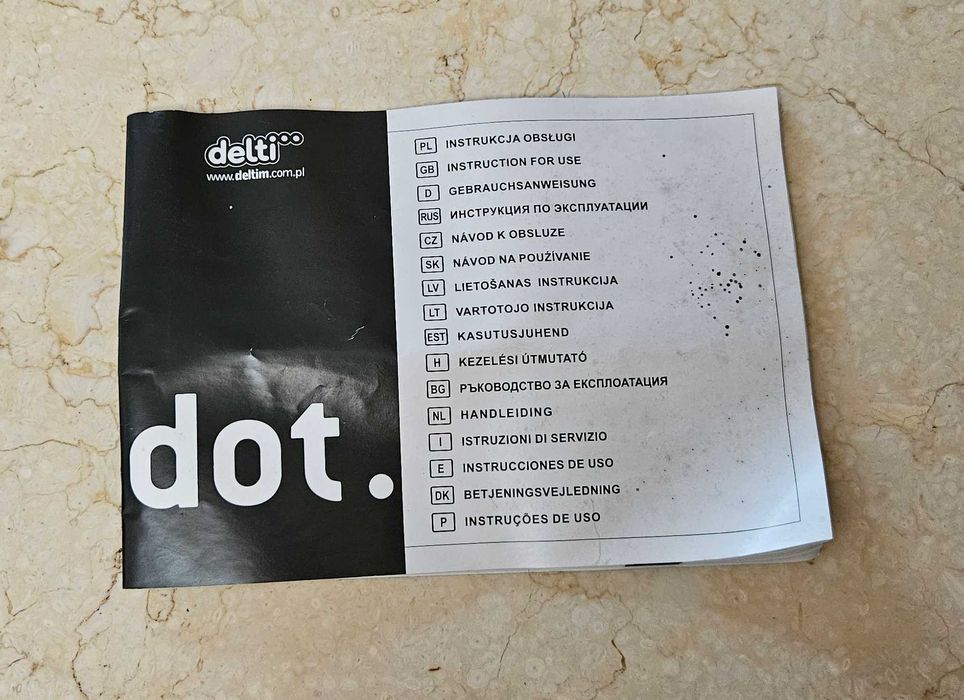 delti
www.deltim.com.pl
dot.
PL INSTRUKCJA OBSŁUGI
GB INSTRUCTION FOR USE
D GEBRAUCHSANWEISUNG
RUS ИНСТРУКЦИЯ ПО ЭКСПЛУАТАЦИИ
CZ NÁVOD K OBSLUZE
SK NÁVOD NA POUŽÍVANIE
LV LIETOŠANAS INSTRUKCIJA
LT VARTOTOJO INSTRUKCIJA
EST KASUTUSJUHEND
H KEZELÉSI ÚTMUTATÓ
BG РЪКОВОДСТВО ЗА ЕКСПЛОАТАЦИЯ
NL HANDLEIDING
I ISTRUZIONI DI SERVIZIO
E INSTRUCCIONES DE USO
DK BETJENINGSVEJLEDNING
P INSTRUÇÕES DE USO